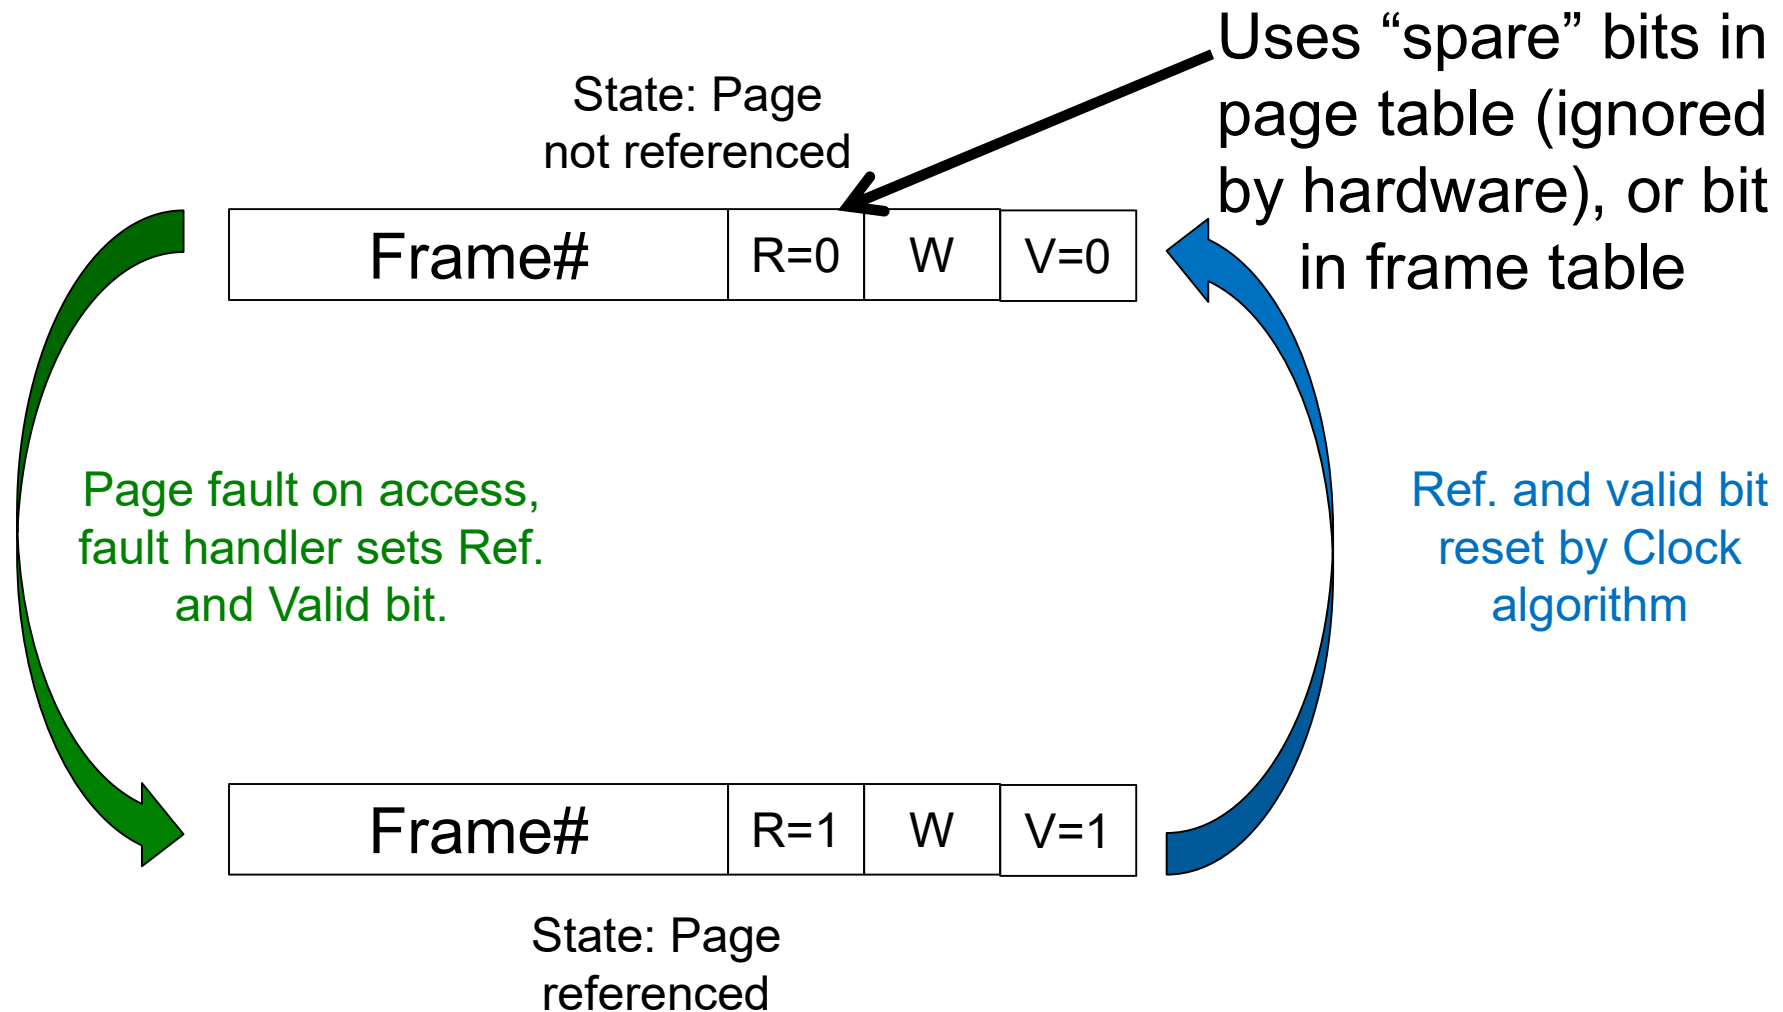 Uses “spare” bits in
page table (ignored
by hardware), or bit
in frame table
State: Page
not referenced
Frame# R=0 W V=0
Page fault on access,
fault handler sets Ref.
and Valid bit.
Ref. and valid bit
reset by Clock
algorithm
Frame# R=1 W V=1
State: Page
referenced